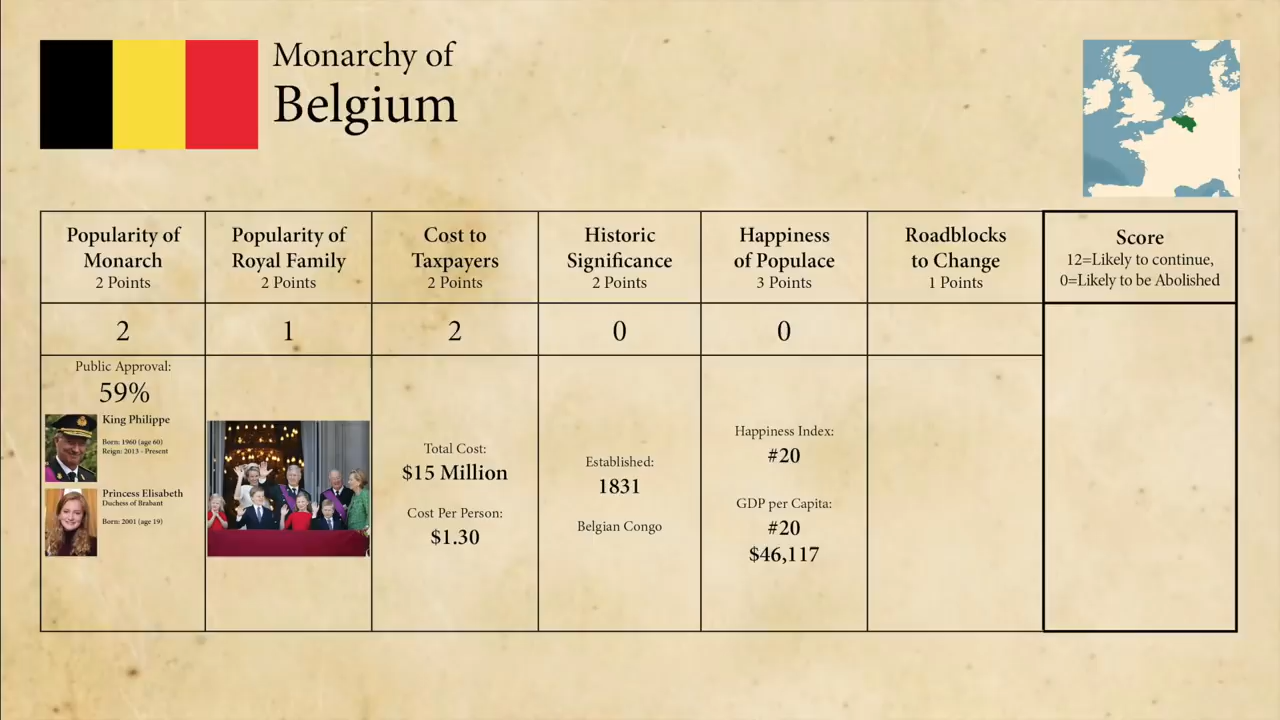 Monarchy of
Belgium
Popularity of
Monarch
2 Points
Popularity of
Royal Family
2 Points
Cost to
Taxpayers
2 Points
Historic
Significance
2 Points
Happiness
of Populace
3 Points
Roadblocks
to Change
1 Points
Score
12=Likely to continue,
0=Likely to be Abolished
2
1
2
0
0
Public Approval:
59%
King Philippe
Born: 1960 (age 60)
Reign: 2013 - Present
Princess Elisabeth
Duchess of Brabant
Born: 2001 (age 19)
Total Cost:
$15 Million
Cost Per Person:
$1.30
Established:
1831
Belgian Congo
Happiness Index:
#20
GDP per Capita:
#20
$46,117